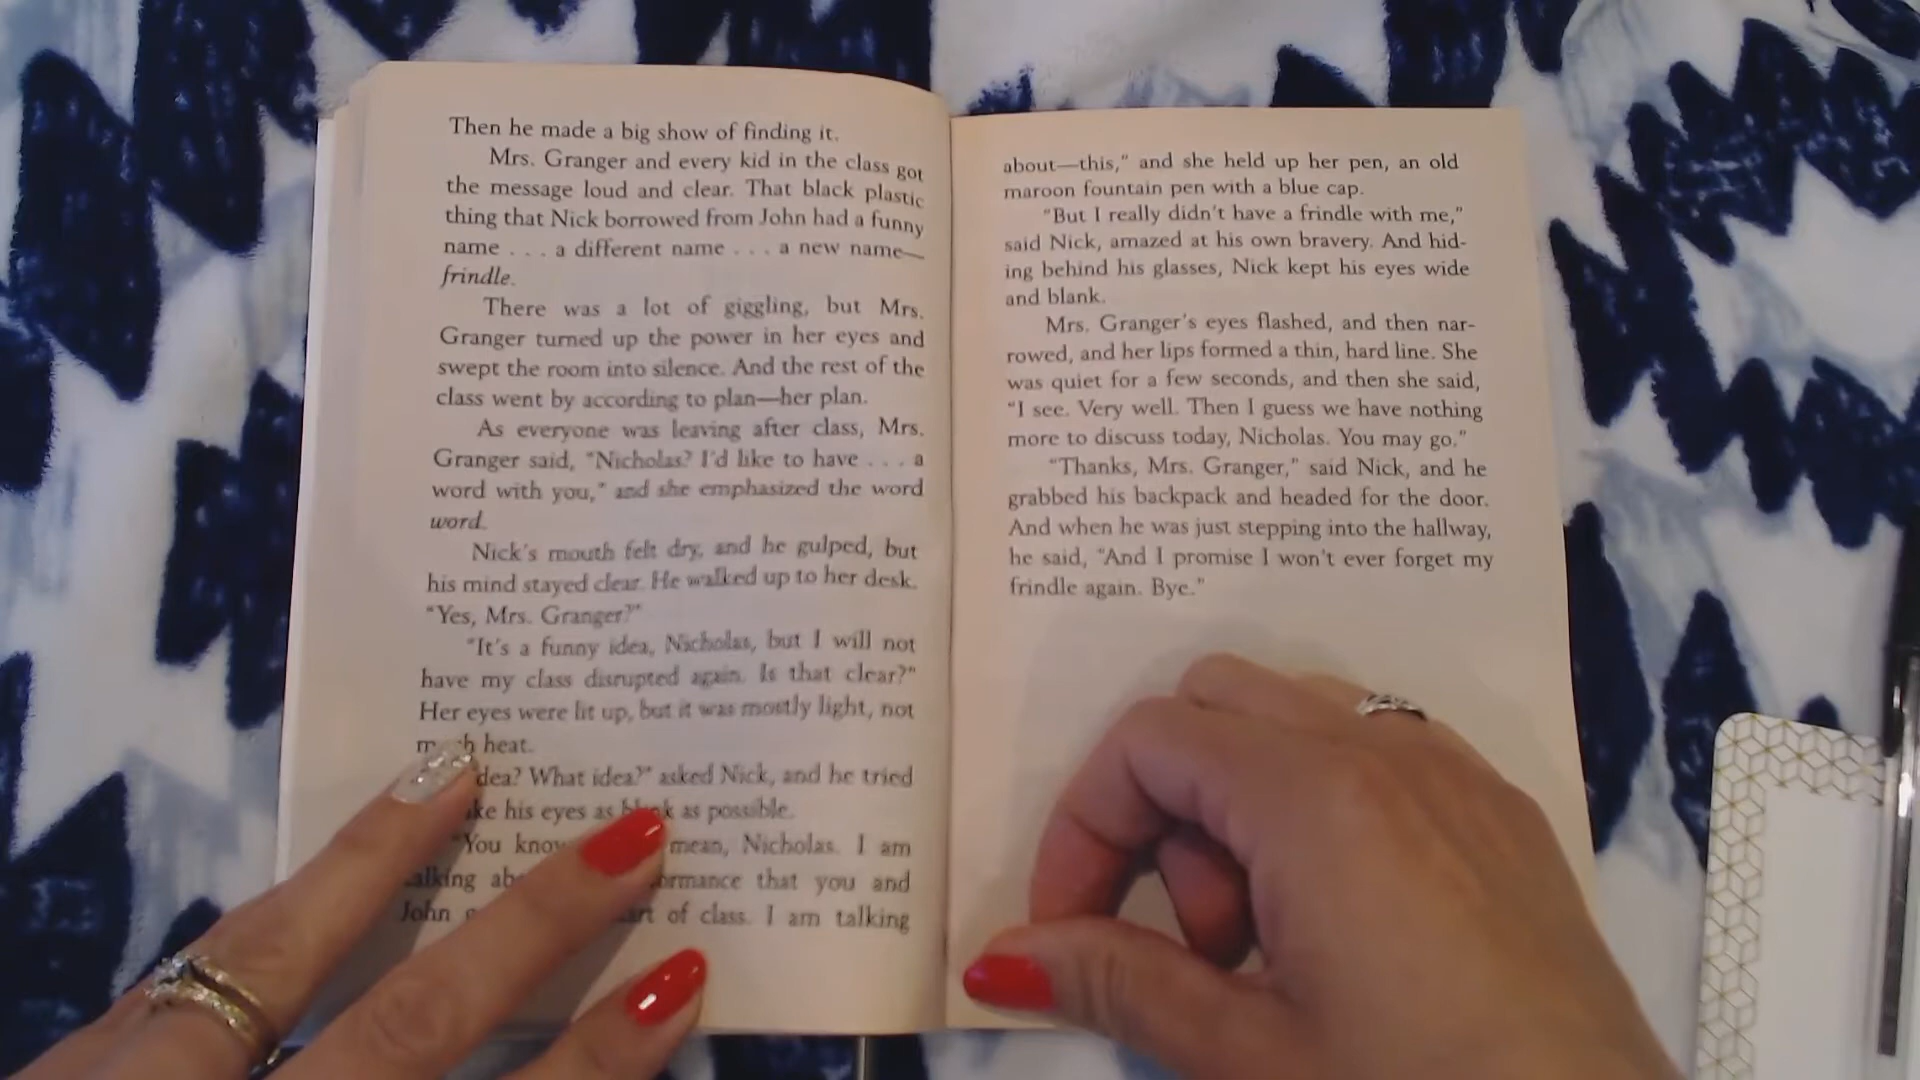 Then he made a big show of finding it.
Mrs. Granger and every kid in the class got
the message loud and clear. That black plastic
thing that Nick borrowed from John had a funny
name . . . a different name . . . a new name—
frindle.
There was a lot of giggling, but Mrs.
Granger turned up the power in her eyes and
swept the room into silence. And the rest of the
class went by according to plan—her plan.
As everyone was leaving after class, Mrs.
Granger said, "Nicholas? I'd like to have . . . a
word with you," and she emphasized the word
word.
Nick's mouth felt dry, and he gulped, but
his mind stayed clear. He walked up to her desk.
"Yes, Mrs. Granger?"
"It's a funny idea, Nicholas, but I will not
have my class disrupted again. Is that clear?"
Her eyes were lit up, but it was mostly light, not
heat.
What idea?" asked Nick, and he tried
his eyes as as possible.
"You mean, Nicholas. I am
that you and
John of class. I am talking
about—this," and she held up her pen, an old
maroon fountain pen with a blue cap.
"But I really didn't have a frindle with me,"
said Nick, amazed at his own bravery. And hid-
ing behind his glasses, Nick kept his eyes wide
and blank.
Mrs. Granger's eyes flashed, and then nar-
rowed, and her lips formed a thin, hard line. She
was quiet for a few seconds, and then she said,
"I see. Very well. Then I guess we have nothing
more to discuss today, Nicholas. You may go."
"Thanks, Mrs. Granger," said Nick, and he
grabbed his backpack and headed for the door.
And when he was just stepping into the hallway,
he said, "And I promise I won't ever forget my
frindle again. Bye."